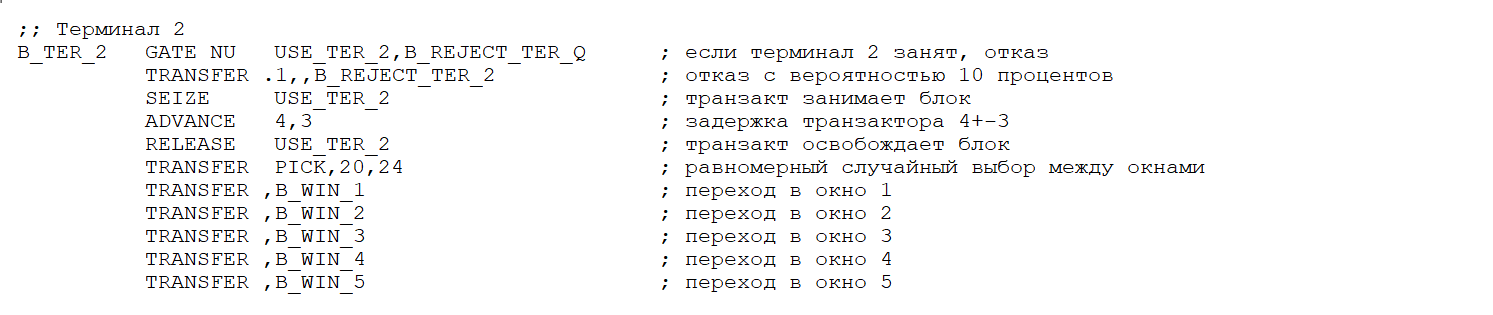 ;; Терминал 2
B_TER_2   GATE NU   USE_TER_2,B_REJECT_TER_Q      ; если терминал 2 занят, отказ
          TRANSFER .1,,B_REJECT_TER_2             ; отказ с вероятностью 10 процентов
          SEIZE     USE_TER_2                     ; транзакт занимает блок
          ADVANCE   4,3                           ; задержка транзактора 4+-3
          RELEASE   USE_TER_2                     ; транзакт освобождает блок
          TRANSFER  PICK,20,24                    ; равномерный случайный выбор между окнами
          TRANSFER ,B_WIN_1                       ; переход в окно 1
          TRANSFER ,B_WIN_2                       ; переход в окно 2
          TRANSFER ,B_WIN_3                       ; переход в окно 3
          TRANSFER ,B_WIN_4                       ; переход в окно 4
          TRANSFER ,B_WIN_5                       ; переход в окно 5